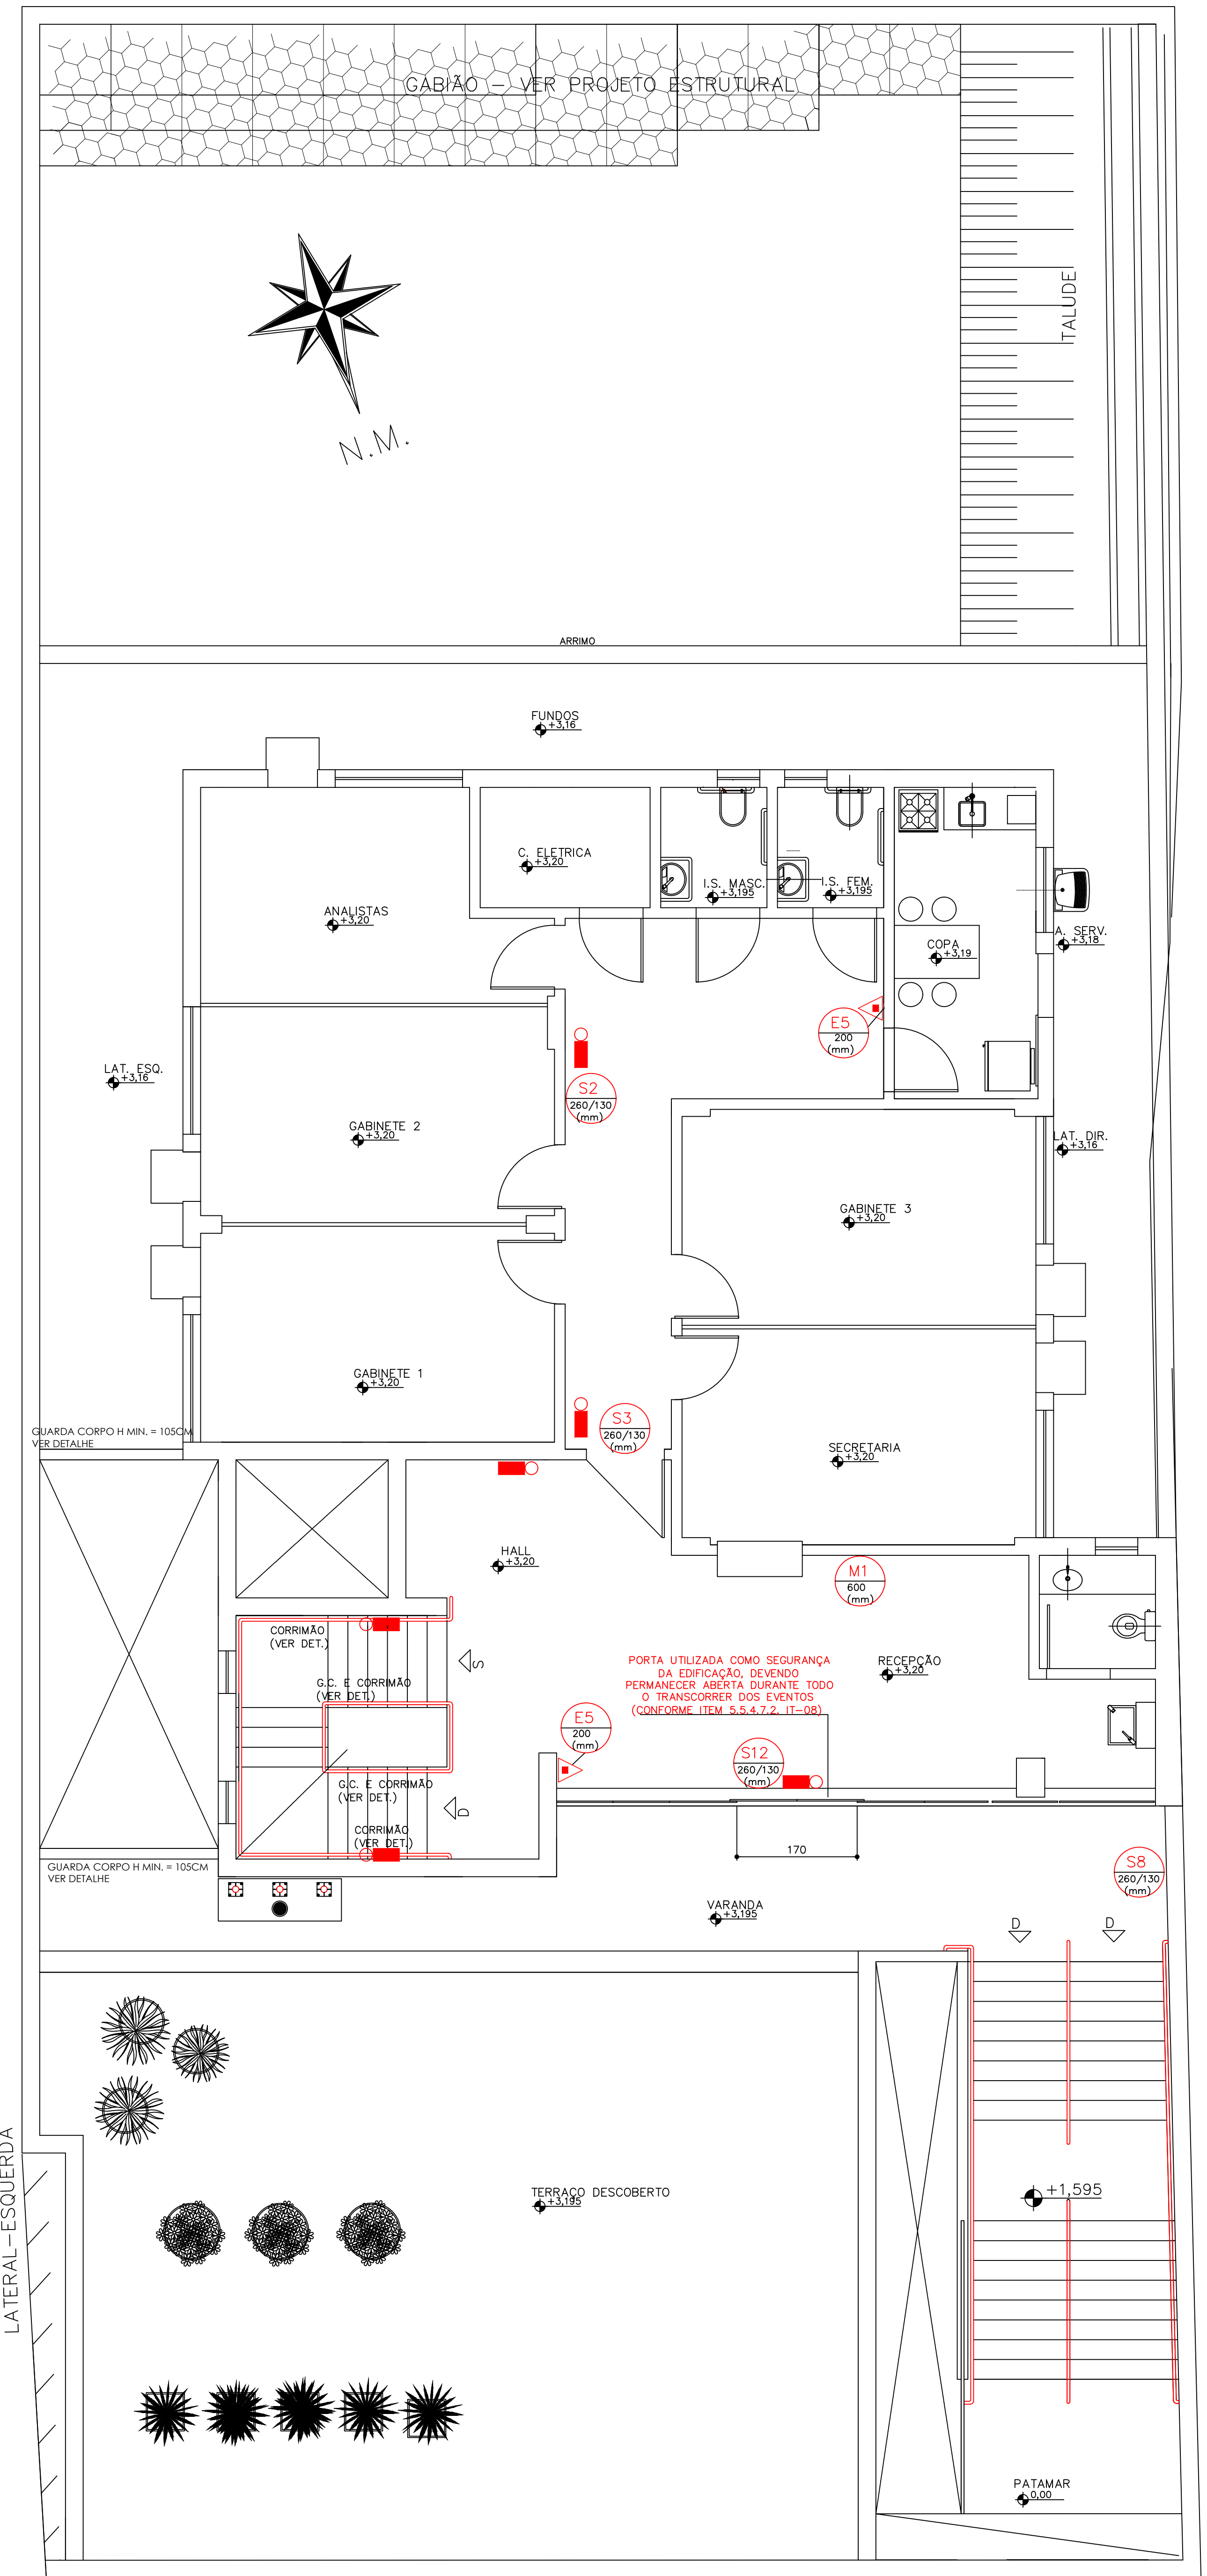 GABIÃO – VER PROJETO ESTRUTURAL
TALUDE
N.M.
ARRIMO
FUNDOS
+3,16
C. ELETRICA
+3,20
I.S. MASC.
+3,195
I.S. FEM.
+3,195
ANALISTAS
+3,20
COPA
+3,19
A. SERV.
+3,18
E5
200
(mm)
LAT. ESQ.
+3,16
S2
260/130
(mm)
GABINETE 2
+3,20
LAT. DIR.
+3,16
GABINETE 3
+3,20
GABINETE 1
+3,20
GUARDA CORPO H MIN. = 105CM
VER DETALHE
S3
260/130
(mm)
SECRETARIA
+3,20
HALL
+3,20
M1
600
(mm)
CORRIMÃO
(VER DET.)
S
G.C. E CORRIMÃO
(VER DET.)
PORTA UTILIZADA COMO SEGURANÇA
DA EDIFICAÇÃO, DEVENDO
PERMANECER ABERTA DURANTE TODO
O TRANSCORRER DOS EVENTOS
(CONFORME ITEM 5.5.4.7.2. IT-08)
RECEPÇÃO
+3,20
E5
200
(mm)
S12
260/130
(mm)
G.C. E CORRIMÃO
(VER DET.)
D
CORRIMÃO
(VER DET.)
170
GUARDA CORPO H MIN. = 105CM
VER DETALHE
S8
260/130
(mm)
VARANDA
+3,195
D
D
LATERAL-ESQUERDA
TERRAÇO DESCOBERTO
+3,195
+1,595
PATAMAR
0,00